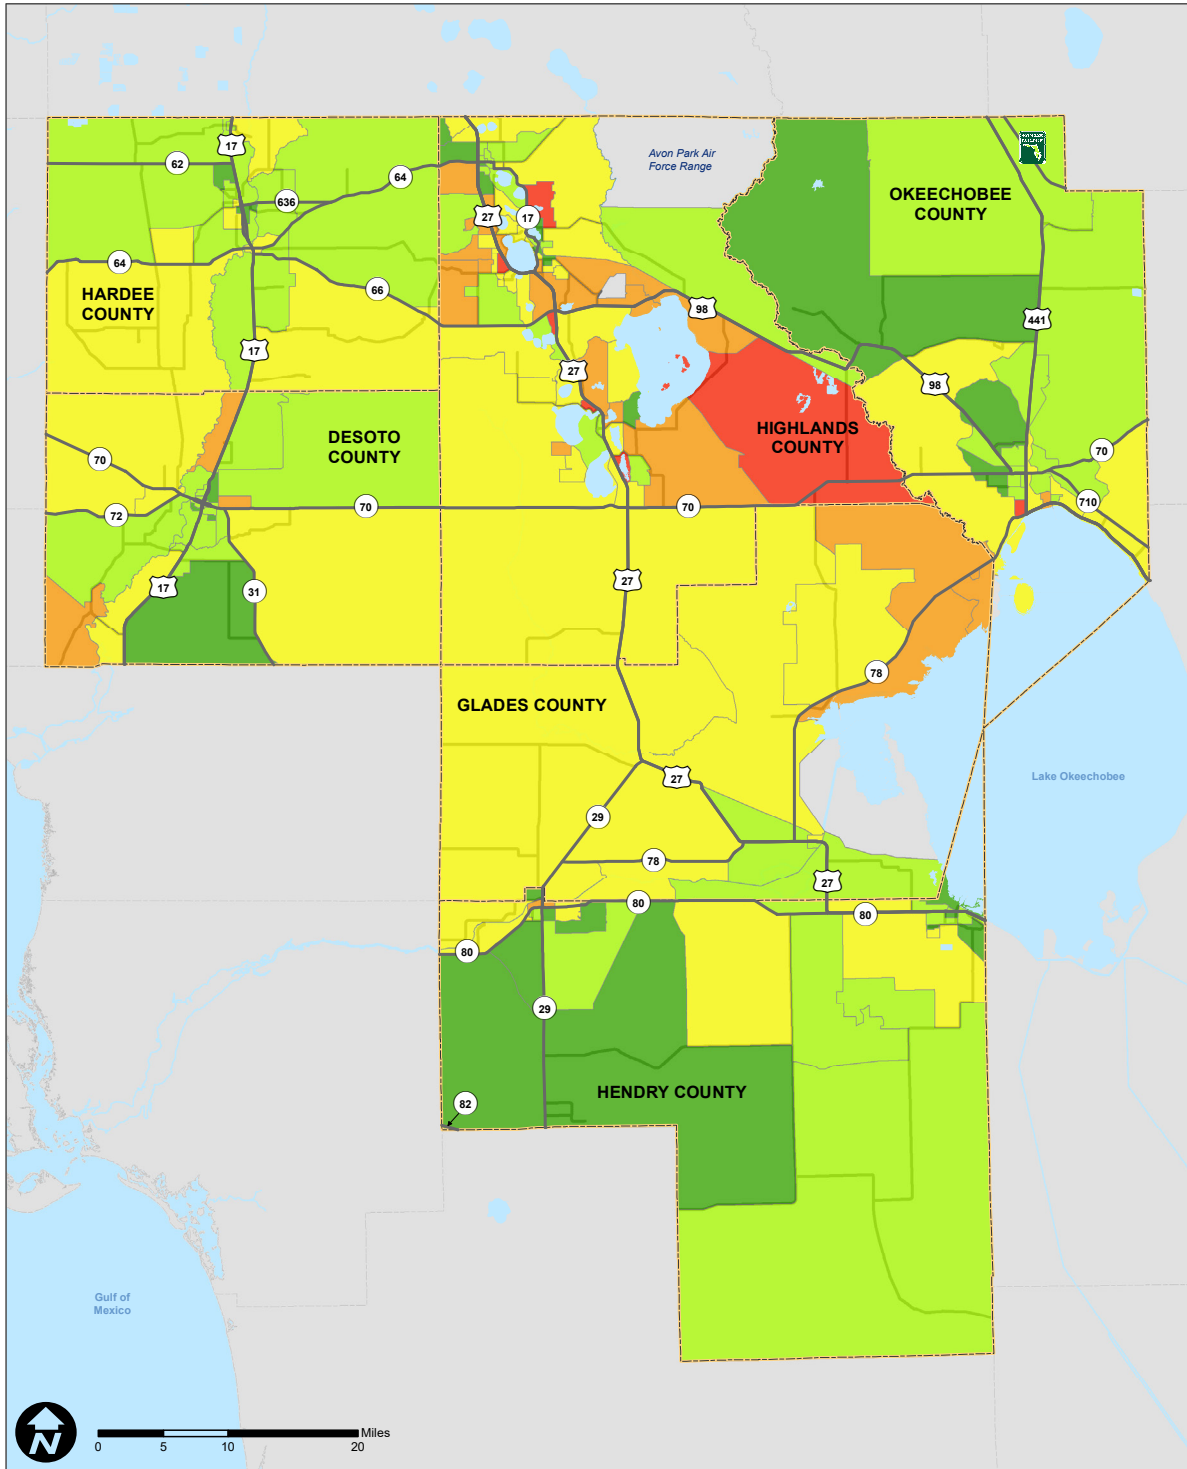 Avon Park Air
Force Range
17
62
64
636
27
17
OKEECHOBEE
COUNTY
64
66
HARDEE
COUNTY
98
441
17
27
98
DESOTO
COUNTY
HIGHLANDS
COUNTY
70
70
72
70
70
710
17
31
27
78
GLADES COUNTY
27
Lake Okeechobee
29
78
27
80
80
80
29
HENDRY COUNTY
82
Gulf of
Mexico
N
Miles
0 5 10 20